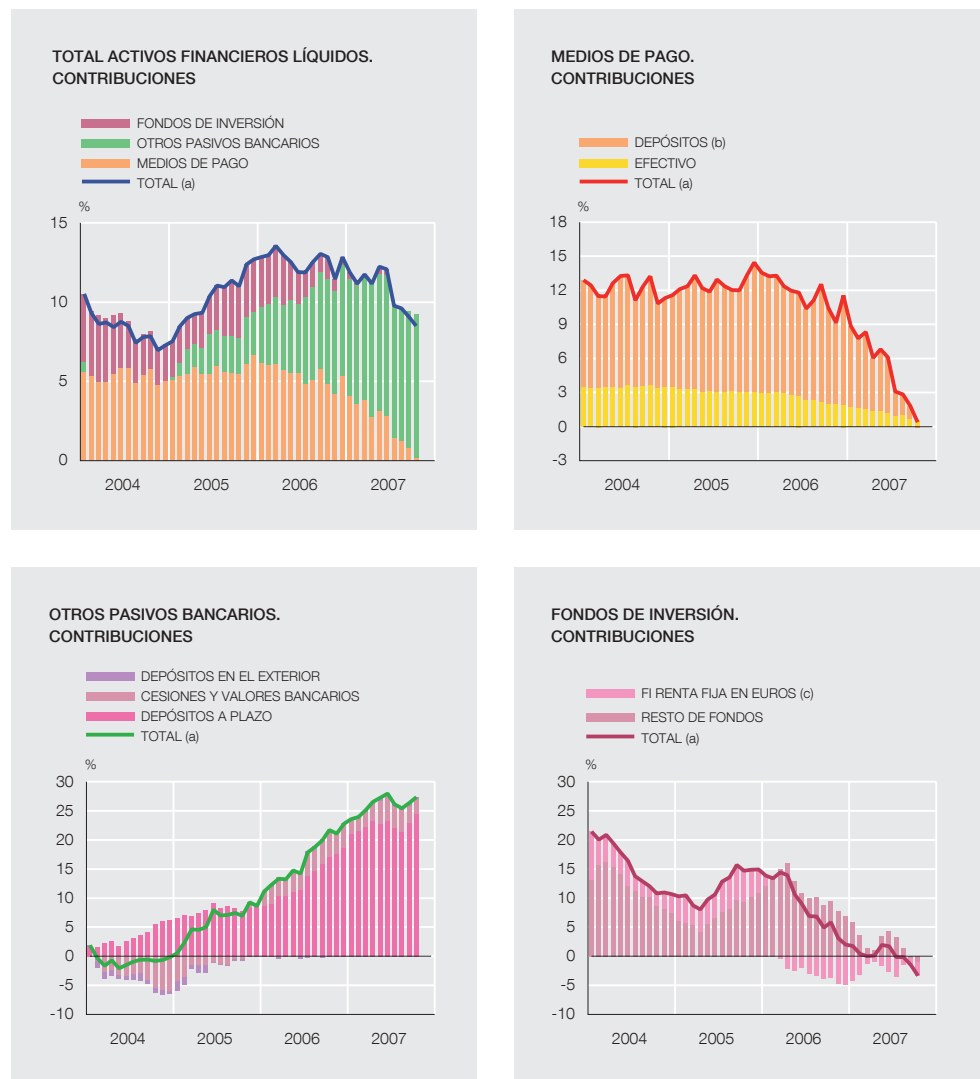 TOTAL ACTIVOS FINANCIEROS LÍQUIDOS.
CONTRIBUCIONES
FONDOS DE INVERSIÓN
OTROS PASIVOS BANCARIOS
MEDIOS DE PAGO
TOTAL (a)
%
15
10
5
0
2004 2005 2006 2007
MEDIOS DE PAGO.
CONTRIBUCIONES
DEPÓSITOS (b)
EFECTIVO
TOTAL (a)
%
18
15
12
9
6
3
0
-3
2004 2005 2006 2007
OTROS PASIVOS BANCARIOS.
CONTRIBUCIONES
DEPÓSITOS EN EL EXTERIOR
CESIONES Y VALORES BANCARIOS
DEPÓSITOS A PLAZO
TOTAL (a)
%
30
25
20
15
10
5
0
-5
-10
2004 2005 2006 2007
FONDOS DE INVERSIÓN.
CONTRIBUCIONES
FI RENTA FIJA EN EUROS (c)
RESTO DE FONDOS
TOTAL (a)
%
30
25
20
15
10
5
0
-5
-10
2004 2005 2006 2007